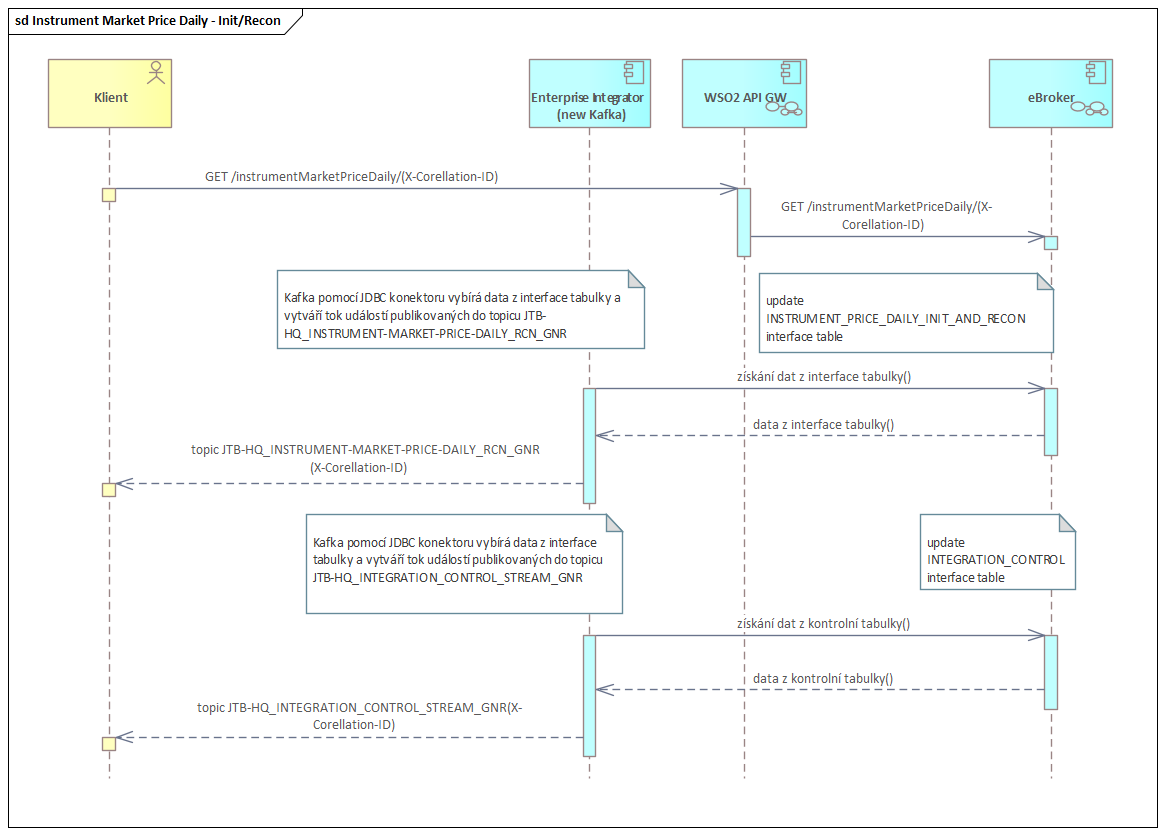 sd Instrument Market Price Daily - Init/Recon
Klient
Enterprise Integrator
(new Kafka)
WSO2 API GW
eBroker
GET /instrumentMarketPriceDaily/(X-Corellation-ID)
GET /instrumentMarketPriceDaily/(X-
Corellation-ID)
Kafka pomocí JDBC konektoru vybírá data z interface tabulky a
vytváří tok událostí publikovaných do topicu JTB-
HQ_INSTRUMENT-MARKET-PRICE-DAILY_RCN_GNR
update
INSTRUMENT_PRICE_DAILY_INIT_AND_RECON
interface table
získání dat z interface tabulky()
data z interface tabulky()
topic JTB-HQ_INSTRUMENT-MARKET-PRICE-DAILY_RCN_GNR
(X-Corellation-ID)
Kafka pomocí JDBC konektoru vybírá data z interface
tabulky a vytváří tok událostí publikovaných do topicu
JTB-HQ_INTEGRATION_CONTROL_STREAM_GNR
update
INTEGRATION_CONTROL
interface table
získání dat z kontrolní tabulky()
data z kontrolní tabulky()
topic JTB-HQ_INTEGRATION_CONTROL_STREAM_GNR(X-
Corellation-ID)